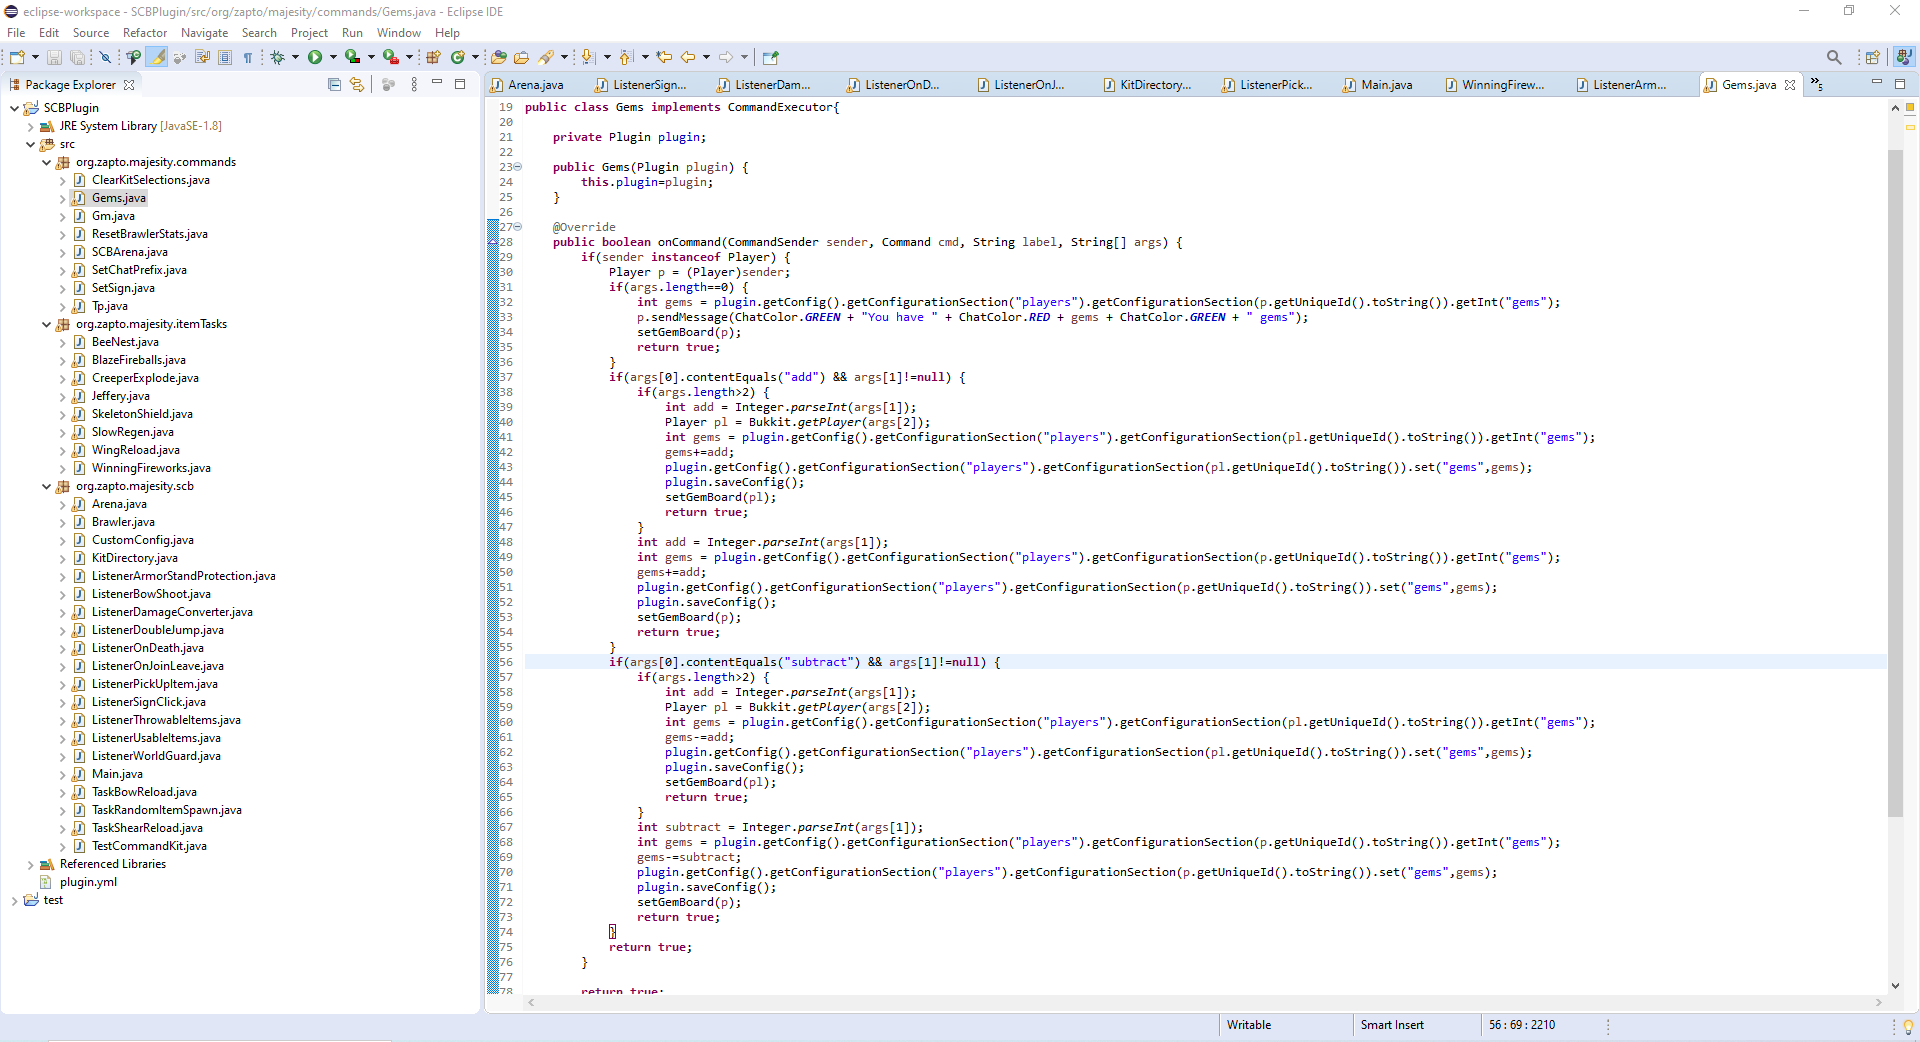 eclipse-workspace - SCBPlugin/src/org/zapto/majesity/commands/Gems.java - Eclipse IDE
File Edit Source Refactor Navigate Search Project Run Window Help
Package Explorer
SCBPlugin
JRE System Library [JavaSE-1.8]
src
org.zapto.majesity.commands
ClearKitSelections.java
Gems.java
Gm.java
ResetBrawlerStats.java
SCBArena.java
SetChatPrefix.java
SetSign.java
Tp.java
org.zapto.majesity.itemTasks
BeeNest.java
BlazeFireballs.java
CreeperExplode.java
Jeffery.java
SkeletonShield.java
SlowRegen.java
WingReload.java
WinningFireworks.java
org.zapto.majesity.scb
Arena.java
Brawler.java
CustomConfig.java
KitDirectory.java
ListenerArmorStandProtection.java
ListenerBowShoot.java
ListenerDamageConverter.java
ListenerDoubleJump.java
ListenerOnDeath.java
ListenerOnJoinLeave.java
ListenerPickUpItem.java
ListenerSignClick.java
ListenerThrowableItems.java
ListenerUsableItems.java
ListenerWorldGuard.java
Main.java
TaskBowReload.java
TaskRandomItemSpawn.java
TaskShearReload.java
TestCommandKit.java
Referenced Libraries
plugin.yml
test
Arena.java ListenerSign... ListenerDam... ListenerOnD... ListenerOnJ... KitDirectory... ListenerPick... Main.java WinningFirew... ListenerArm... Gems.java »5
19 public class Gems implements CommandExecutor{
20
21 private Plugin plugin;
22
23 public Gems(Plugin plugin) {
24 this.plugin=plugin;
25 }
26
27 @Override
28 public boolean onCommand(CommandSender sender, Command cmd, String label, String[] args) {
29 if(sender instanceof Player) {
30 Player p = (Player)sender;
31 if(args.length==0) {
32 int gems = plugin.getConfig().getConfigurationSection("players").getConfigurationSection(p.getUniqueId().toString()).getInt("gems");
33 p.sendMessage(ChatColor.GREEN + "You have " + ChatColor.RED + gems + ChatColor.GREEN + " gems");
34 setGemBoard(p);
35 return true;
36 }
37 if(args[0].contentEquals("add") && args[1]!=null) {
38 if(args.length>2) {
39 int add = Integer.parseInt(args[1]);
40 Player pl = Bukkit.getPlayer(args[2]);
41 int gems = plugin.getConfig().getConfigurationSection("players").getConfigurationSection(pl.getUniqueId().toString()).getInt("gems");
42 gems+=add;
43 plugin.getConfig().getConfigurationSection("players").getConfigurationSection(pl.getUniqueId().toString()).set("gems",gems);
44 plugin.saveConfig();
45 setGemBoard(pl);
46 return true;
47 }
48 int add = Integer.parseInt(args[1]);
49 int gems = plugin.getConfig().getConfigurationSection("players").getConfigurationSection(p.getUniqueId().toString()).getInt("gems");
50 gems+=add;
51 plugin.getConfig().getConfigurationSection("players").getConfigurationSection(p.getUniqueId().toString()).set("gems",gems);
52 plugin.saveConfig();
53 setGemBoard(p);
54 return true;
55 }
56 if(args[0].contentEquals("subtract") && args[1]!=null) {
57 if(args.length>2) {
58 int add = Integer.parseInt(args[1]);
59 Player pl = Bukkit.getPlayer(args[2]);
60 int gems = plugin.getConfig().getConfigurationSection("players").getConfigurationSection(pl.getUniqueId().toString()).getInt("gems");
61 gems-=add;
62 plugin.getConfig().getConfigurationSection("players").getConfigurationSection(pl.getUniqueId().toString()).set("gems",gems);
63 plugin.saveConfig();
64 setGemBoard(pl);
65 return true;
66 }
67 int subtract = Integer.parseInt(args[1]);
68 int gems = plugin.getConfig().getConfigurationSection("players").getConfigurationSection(p.getUniqueId().toString()).getInt("gems");
69 gems-=subtract;
70 plugin.getConfig().getConfigurationSection("players").getConfigurationSection(p.getUniqueId().toString()).set("gems",gems);
71 plugin.saveConfig();
72 setGemBoard(p);
73 return true;
74 }
75 return true;
76 }
77
78 return true;
Writable Smart Insert 56 : 69 : 2210